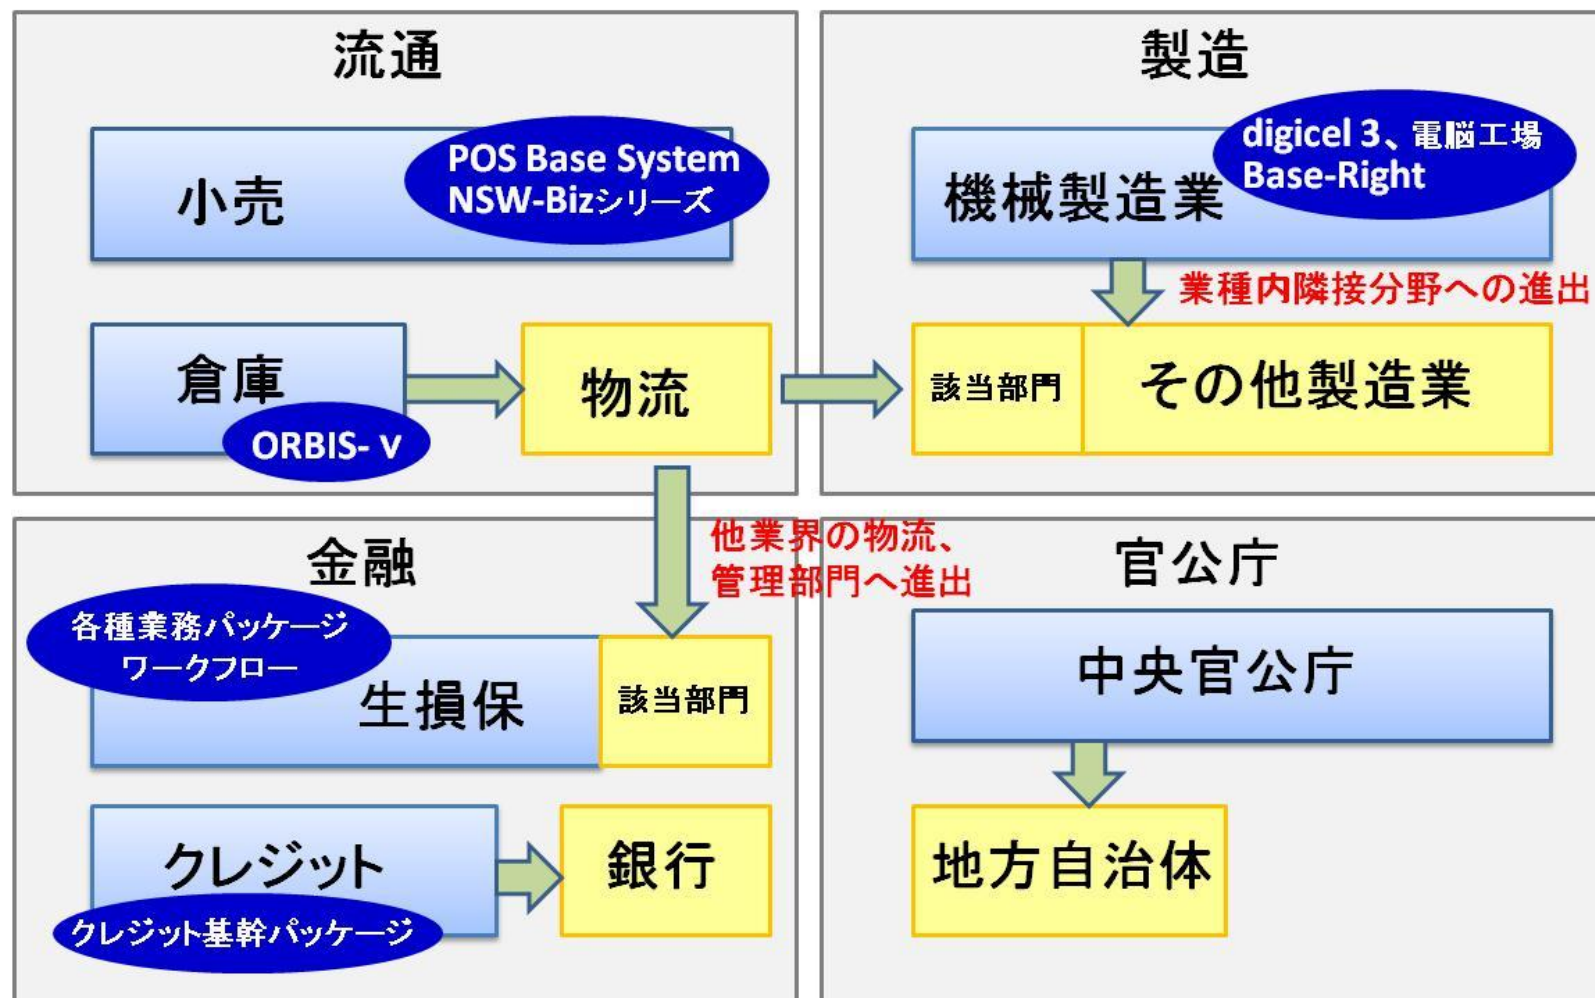 流通
小売
POS Base System
NSW-Bizシリーズ
倉庫
ORBIS- V
物流
製造
機械製造業
digicel 3、電脳工場
Base-Right
業種内隣接分野への進出
該当部門
その他製造業
他業界の物流、
管理部門へ進出
金融
各種業務パッケージ
ワークフロー
生損保
該当部門
クレジット
クレジット基幹パッケージ
銀行
官公庁
中央官公庁
地方自治体